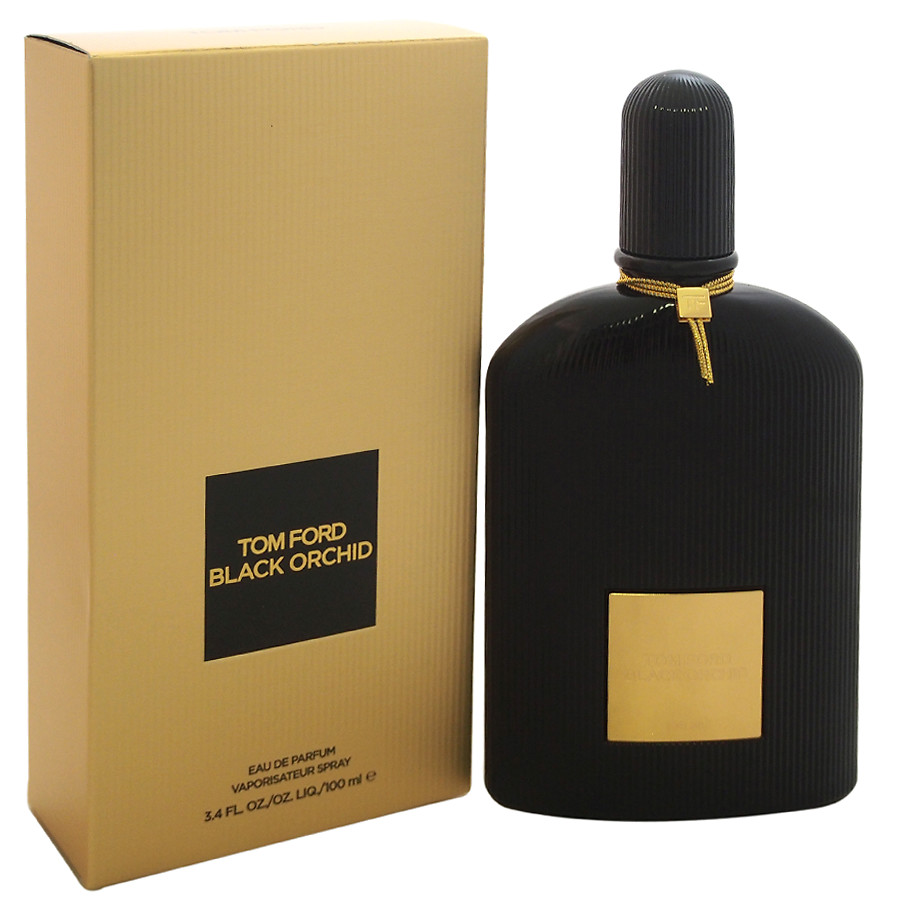 TOM FORD
BLACK ORCHID
EAU DE PARFUM
VAPORISATEUR SPRAY
3.4 FL. OZ./OZ. LIQ./100 ml ℮
TF
TOM FORD
BLACK ORCHID